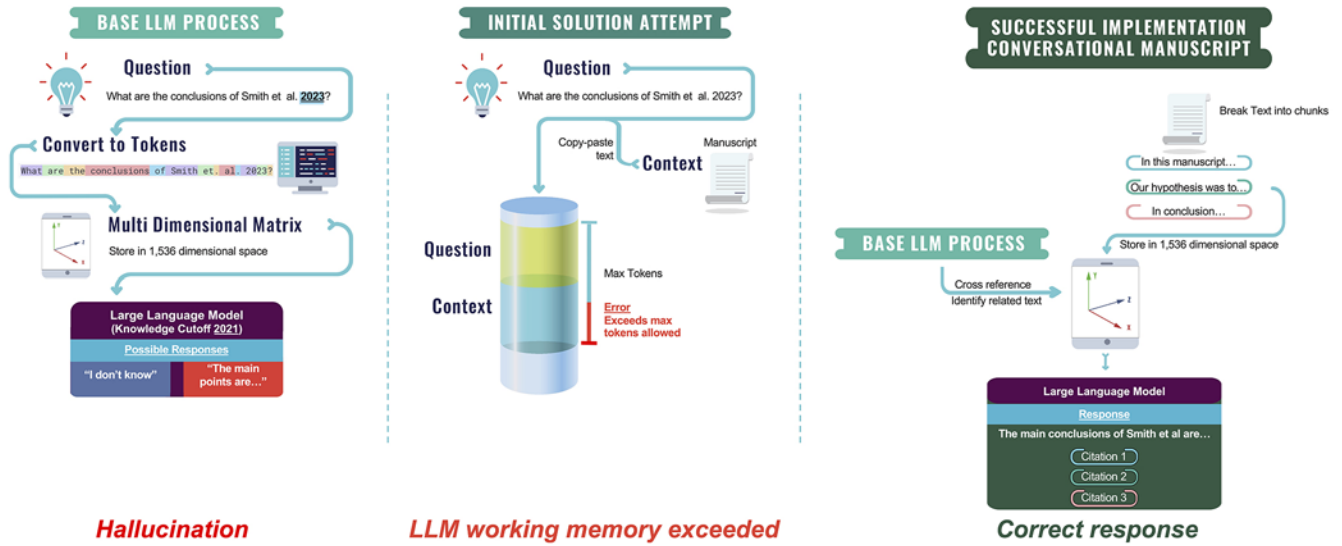 BASE LLM PROCESS
Question
What are the conclusions of Smith et al. 2023?
Convert to Tokens
What are the conclusions of Smith et. al. 2023?
Multi Dimensional Matrix
Store in 1,536 dimensional space
Y
Z
X
Large Language Model
(Knowledge Cutoff 2021)
Possible Responses
“I don’t know”
“The main
points are…”
Hallucination
INITIAL SOLUTION ATTEMPT
Question
What are the conclusions of Smith et al. 2023?
Copy-paste
text
Manuscript
Context
Question
Context
Max Tokens
Error
Exceeds max
tokens allowed
LLM working memory exceeded
SUCCESSFUL IMPLEMENTATION
CONVERSATIONAL MANUSCRIPT
Break Text into chunks
In this manuscript…
Our hypothesis was to…
In conclusion…
Store in 1,536 dimensional space
BASE LLM PROCESS
Cross reference
Identify related text
Y
Z
X
Large Language Model
Response
The main conclusions of Smith et al are…
Citation 1
Citation 2
Citation 3
Correct response